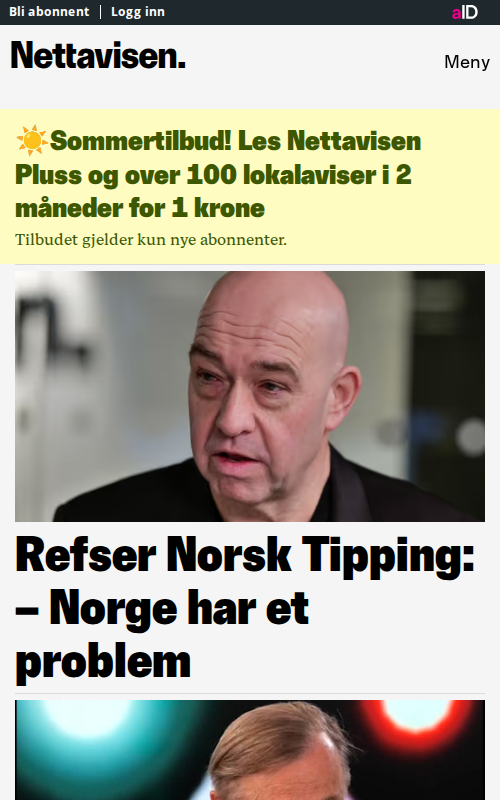 Bli abonnent | Logg inn
aID
Nettavisen.
Meny
☀️Sommertilbud! Les Nettavisen
Pluss og over 100 lokalaviser i 2
måneder for 1 krone
Tilbudet gjelder kun nye abonnenter.
Refser Norsk Tipping:
– Norge har et
problem